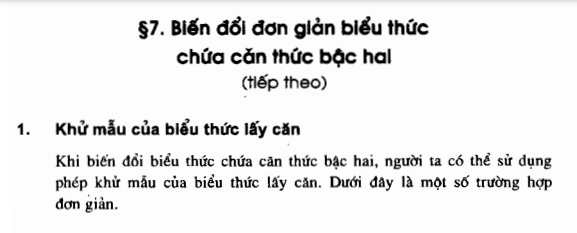 §7. Biến đổi đơn giản biểu thức
chứa căn thức bậc hai
(tiếp theo)
1. Khử mẫu của biểu thức lấy căn
Khi biến đổi biểu thức chứa căn thức bậc hai, người ta có thể sử dụng
phép khử mẫu của biểu thức lấy căn. Dưới đây là một số trường hợp
đơn giản.